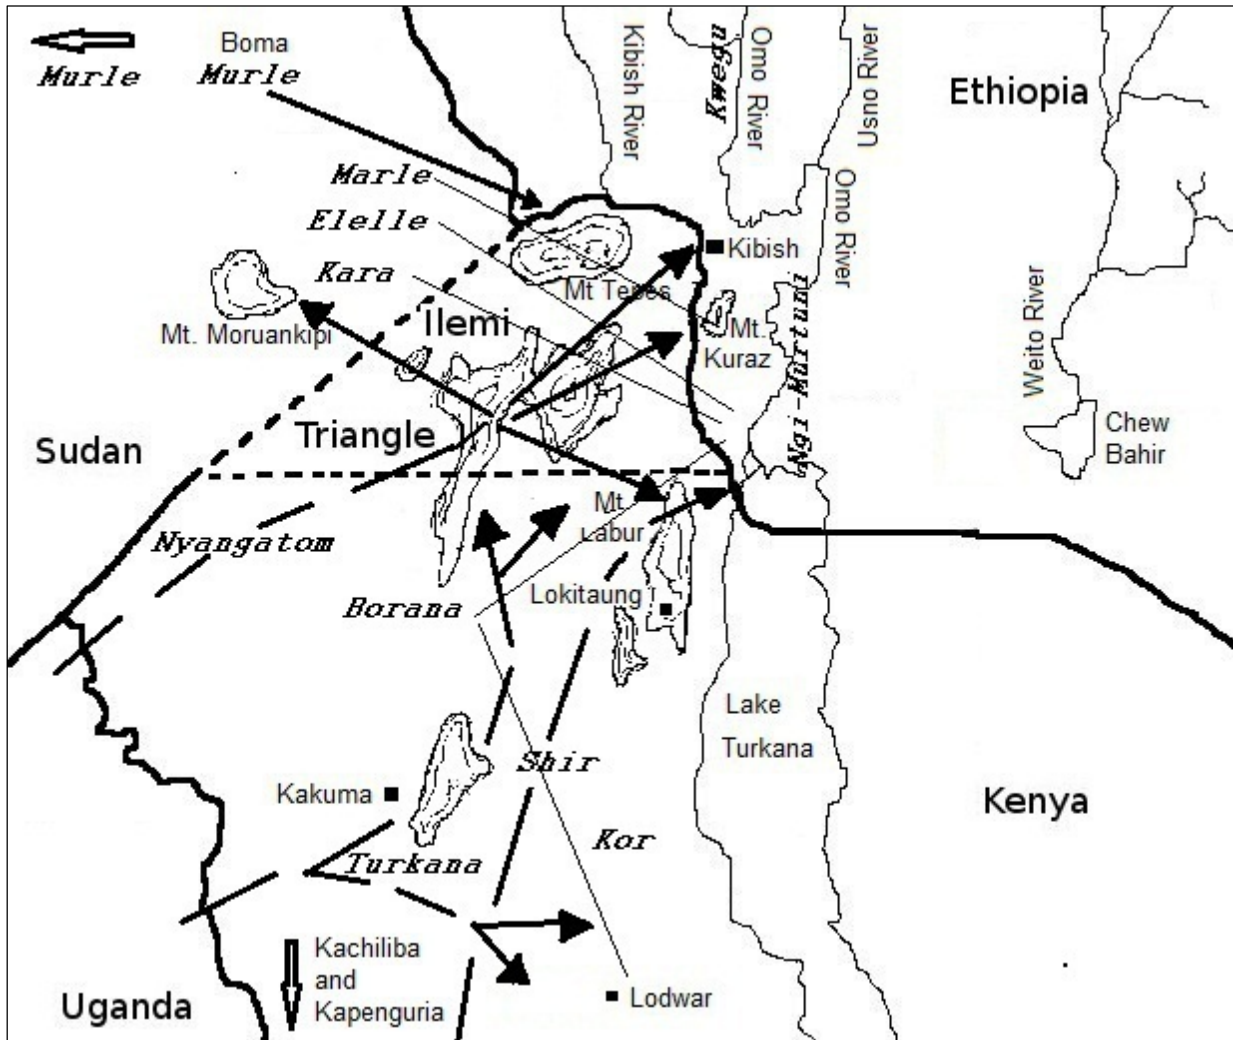 Boma
Murle
Murle
Kibish River
Kwegu
Omo River
Usno River
Ethiopia
Marle
Elelle
Kara
Omo River
Kibish
Mt Tepes
Mt. Moruankipi
Ilemi
Mt.
Kuraz
Ngi-Murtuni
Weito River
Sudan
Triangle
Chew
Bahir
Nyangatom
Mt.
Labur
Borana
Lokitaung
Lake
Turkana
Shir
Kakuma
Kenya
Kor
Turkana
Kachiliba
and
Kapenguria
Uganda
Lodwar